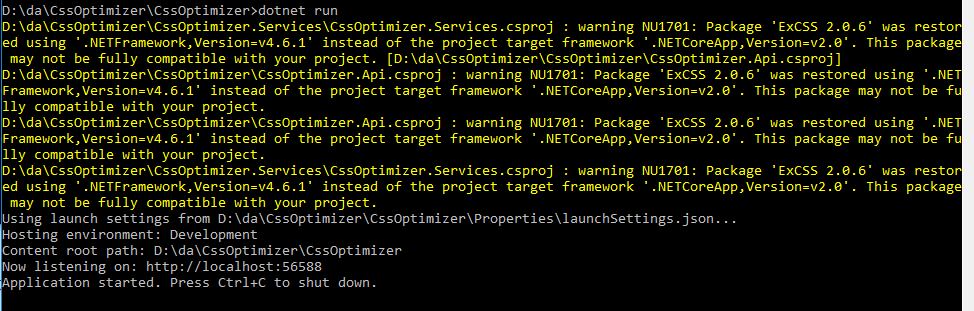 D:\da\CssOptimizer\CssOptimizer>dotnet run
D:\da\CssOptimizer\CssOptimizer.Services\CssOptimizer.Services.csproj : warning NU1701: Package 'ExCSS 2.0.6' was restor
ed using '.NETFramework,Version=v4.6.1' instead of the project target framework '.NETCoreApp,Version=v2.0'. This package
 may not be fully compatible with your project. [D:\da\CssOptimizer\CssOptimizer\CssOptimizer.Api.csproj]
D:\da\CssOptimizer\CssOptimizer\CssOptimizer.Api.csproj : warning NU1701: Package 'ExCSS 2.0.6' was restored using '.NET
Framework,Version=v4.6.1' instead of the project target framework '.NETCoreApp,Version=v2.0'. This package may not be fu
lly compatible with your project.
D:\da\CssOptimizer\CssOptimizer\CssOptimizer.Api.csproj : warning NU1701: Package 'ExCSS 2.0.6' was restored using '.NET
Framework,Version=v4.6.1' instead of the project target framework '.NETCoreApp,Version=v2.0'. This package may not be fu
lly compatible with your project.
D:\da\CssOptimizer\CssOptimizer.Services\CssOptimizer.Services.csproj : warning NU1701: Package 'ExCSS 2.0.6' was restor
ed using '.NETFramework,Version=v4.6.1' instead of the project target framework '.NETCoreApp,Version=v2.0'. This package
 may not be fully compatible with your project.
Using launch settings from D:\da\CssOptimizer\CssOptimizer\Properties\launchSettings.json...
Hosting environment: Development
Content root path: D:\da\CssOptimizer\CssOptimizer
Now listening on: http://localhost:56588
Application started. Press Ctrl+C to shut down.